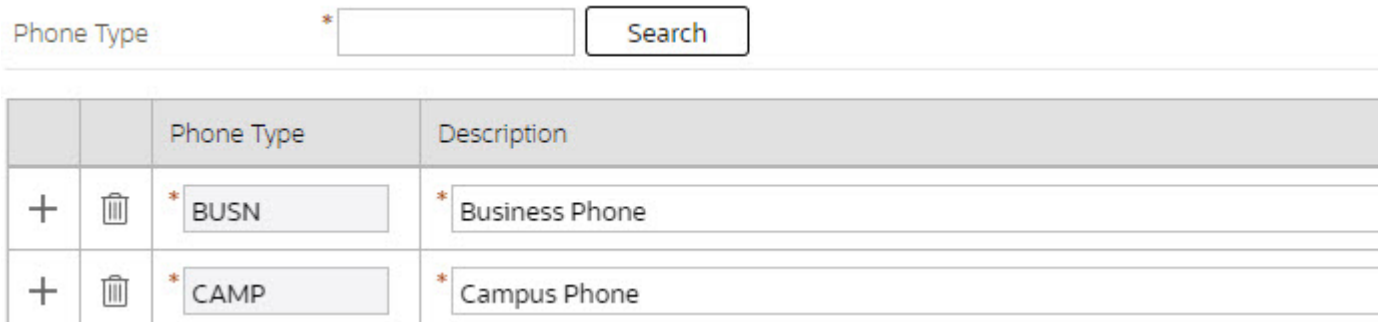 Phone Type * Search
Phone Type Description
* BUSN * Business Phone
* CAMP * Campus Phone